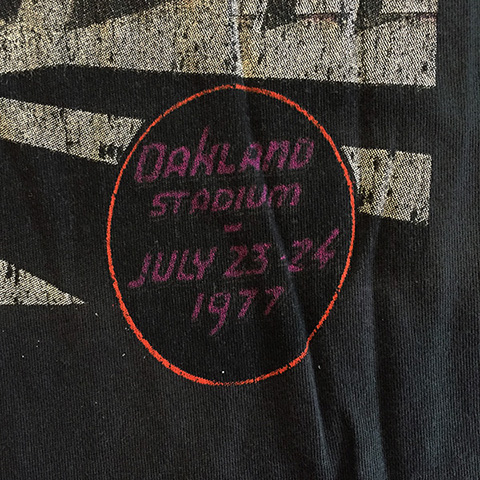 OAKLAND
STADIUM
-
JULY 23-24
1977